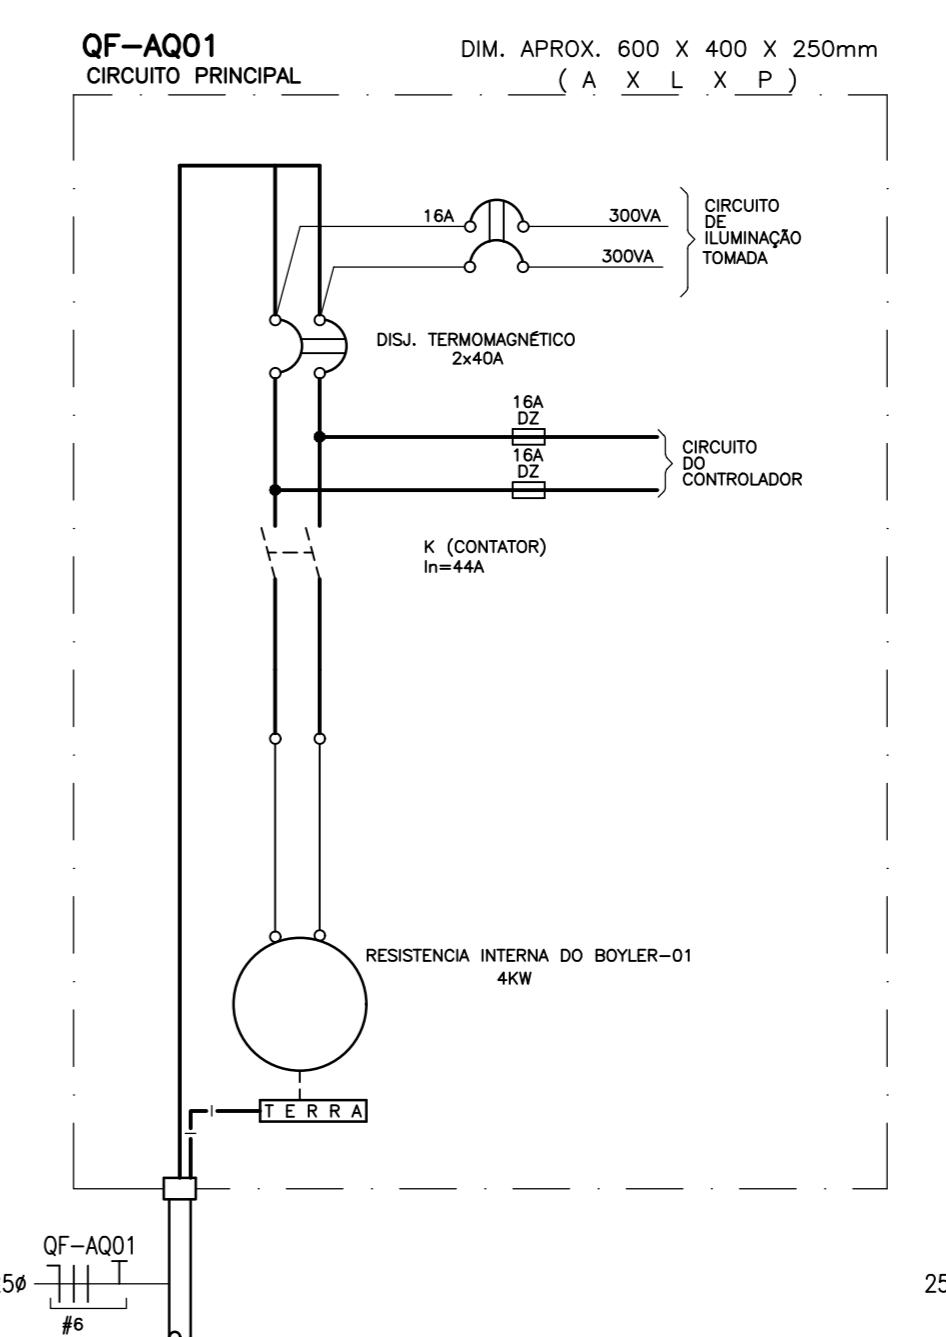 QF-AQ01
CIRCUITO PRINCIPAL
DIM. APROX. 600 X 400 X 250mm
( A X L X P )
16A
300VA
300VA
CIRCUITO
DE
ILUMINAÇÃO
TOMADA
DISJ. TERMOMAGNÉTICO
2x40A
16A
DZ
16A
DZ
CIRCUITO
DO
CONTROLADOR
K (CONTATOR)
In=44A
RESISTENCIA INTERNA DO BOYLER-01
4KW
TERRA
QF-AQ01
5ø
#6
25